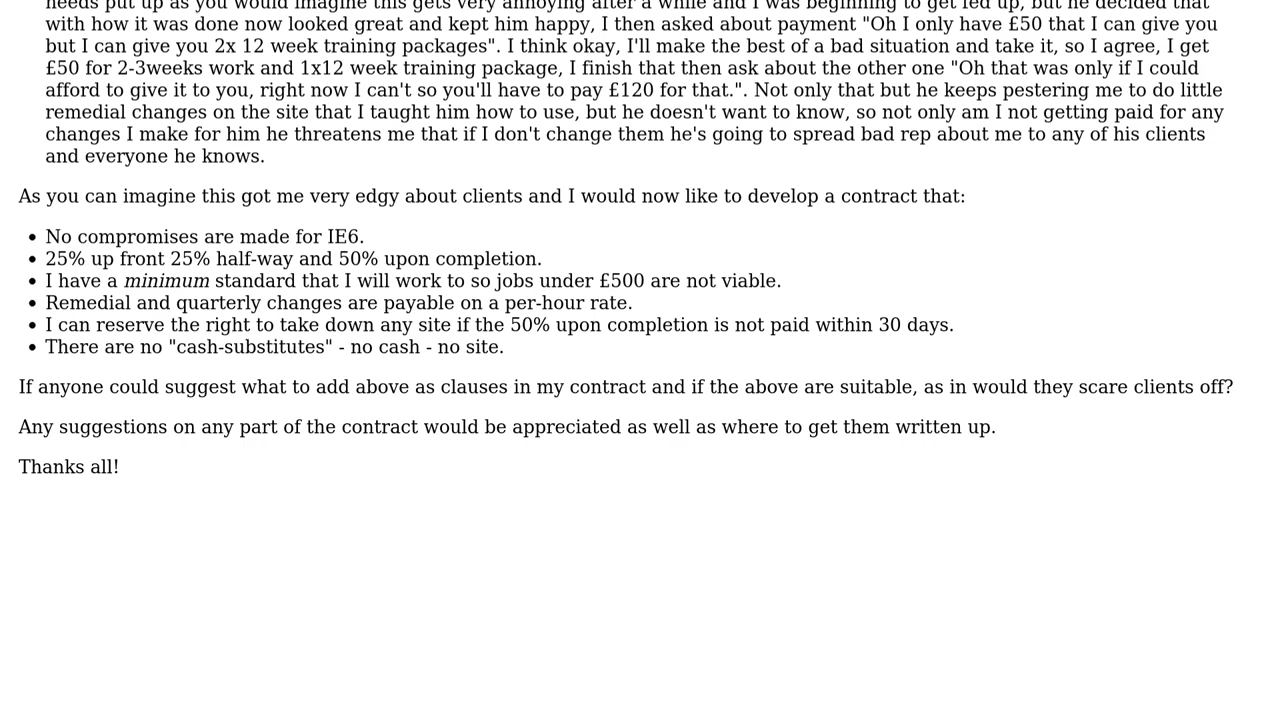 needs put up as you would imagine this gets very annoying after a while and I was beginning to get fed up, but he decided that
with how it was done now looked great and kept him happy, I then asked about payment "Oh I only have £50 that I can give you
but I can give you 2x 12 week training packages". I think okay, I'll make the best of a bad situation and take it, so I agree, I get
£50 for 2-3weeks work and 1x12 week training package, I finish that then ask about the other one "Oh that was only if I could
afford to give it to you, right now I can't so you'll have to pay £120 for that.". Not only that but he keeps pestering me to do little
remedial changes on the site that I taught him how to use, but he doesn't want to know, so not only am I not getting paid for any
changes I make for him he threatens me that if I don't change them he's going to spread bad rep about me to any of his clients
and everyone he knows.
As you can imagine this got me very edgy about clients and I would now like to develop a contract that:
• No compromises are made for IE6.
• 25% up front 25% half-way and 50% upon completion.
• I have a minimum standard that I will work to so jobs under £500 are not viable.
• Remedial and quarterly changes are payable on a per-hour rate.
• I can reserve the right to take down any site if the 50% upon completion is not paid within 30 days.
• There are no "cash-substitutes" - no cash - no site.
If anyone could suggest what to add above as clauses in my contract and if the above are suitable, as in would they scare clients off?
Any suggestions on any part of the contract would be appreciated as well as where to get them written up.
Thanks all!